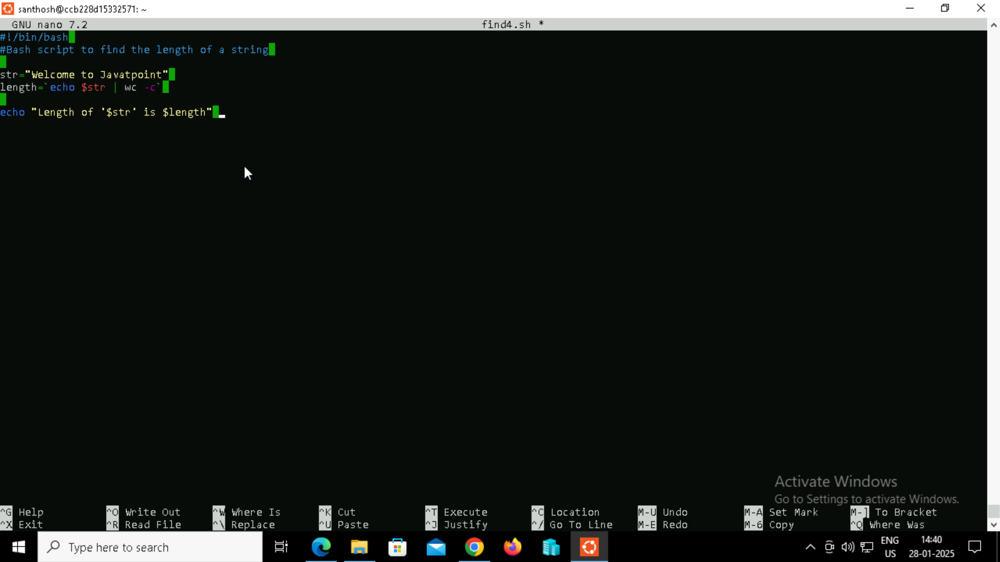 santhosh@ccb228d15332571: ~
GNU nano 7.2 find4.sh *
#!/bin/bash
#Bash script to find the length of a string
str="Welcome to Javatpoint"
length=`echo $str | wc -c`
echo "Length of '$str' is $length"
Activate Windows
Go to Settings to activate Windows.
^G Help ^O Write Out ^W Where Is ^K Cut ^T Execute ^C Location M-U Undo M-A Set Mark M-] To Bracket
^X Exit ^R Read File ^\ Replace ^U Paste ^J Justify ^/ Go To Line M-E Redo M-6 Copy ^Q Where Was
Type here to search
ENG
US
14:40
28-01-2025